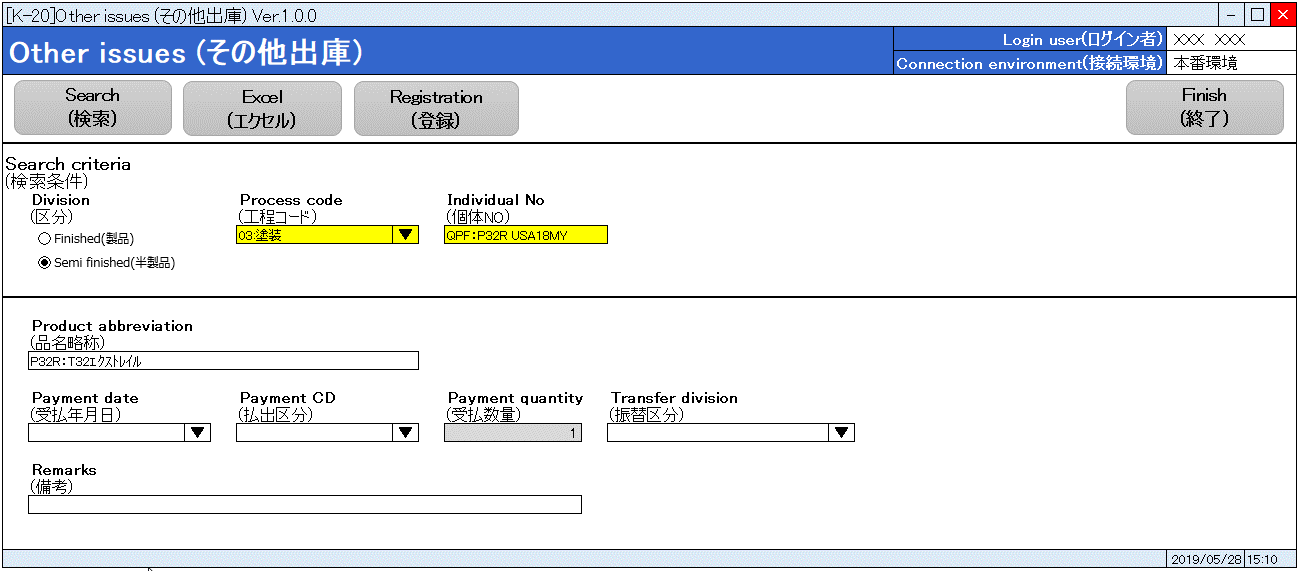 [K-20]Other issues (その他出庫) Ver.1.0.0
Other issues (その他出庫)
Login user(ログイン者) XXX XXX
Connection environment(接続環境) 本番環境
Search
(検索)
Excel
(エクセル)
Registration
(登録)
Finish
(終了)
Search criteria
(検索条件)
Division
(区分)
Finished(製品)
Semi finished(半製品)
Process code
(工程コード)
03:塗装
Individual No
(個体NO)
QPF:P32R USA18MY
Product abbreviation
(品名略称)
P32R:T32ｴｸｽﾄﾚｲﾙ
Payment date
(受払年月日)
Payment CD
(払出区分)
Payment quantity
(受払数量)
1
Transfer division
(振替区分)
Remarks
(備考)
2019/05/28 15:10